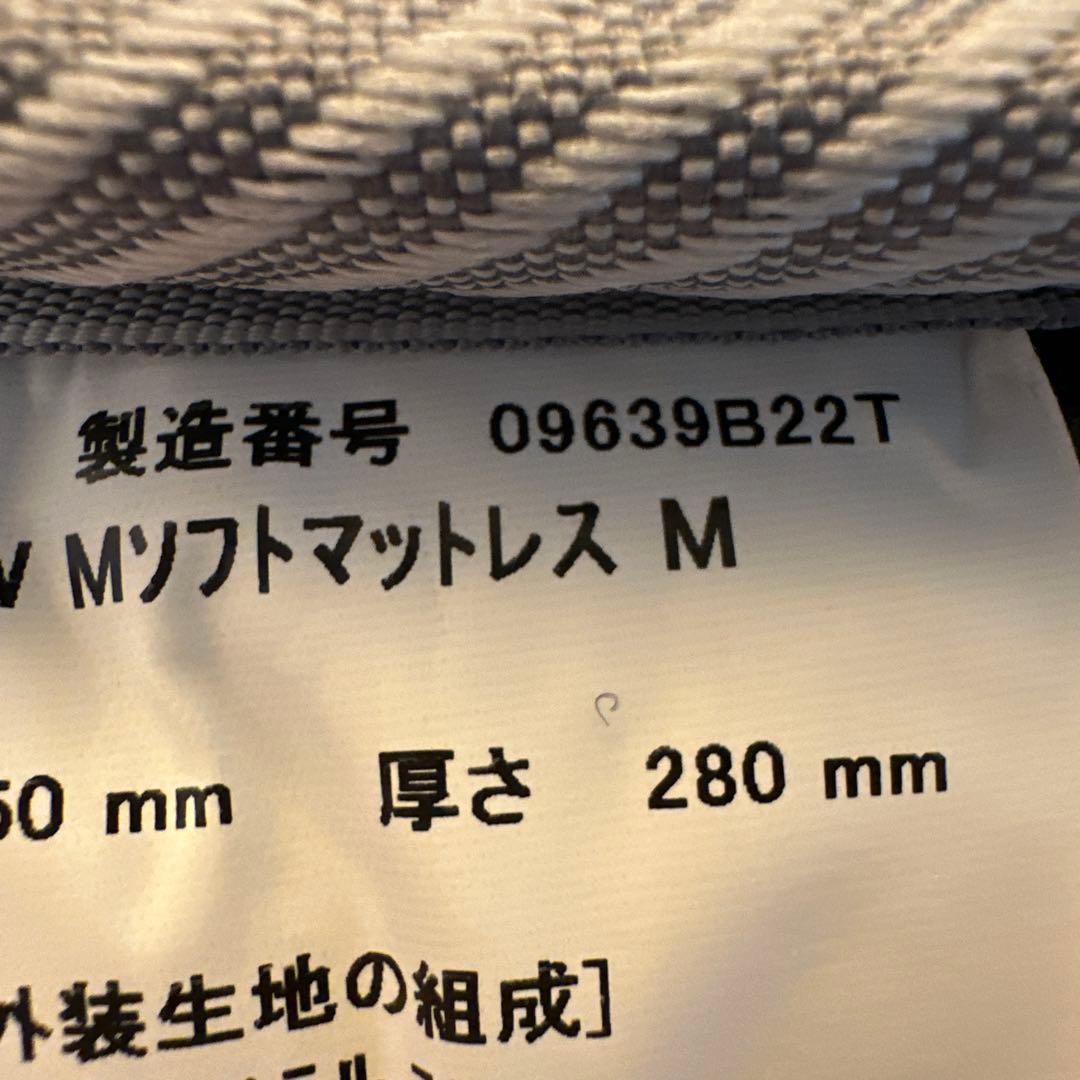 製造番号 09639B22T
V Mソフトマットレス M
50 mm 厚さ 280 mm
外装生地の組成]